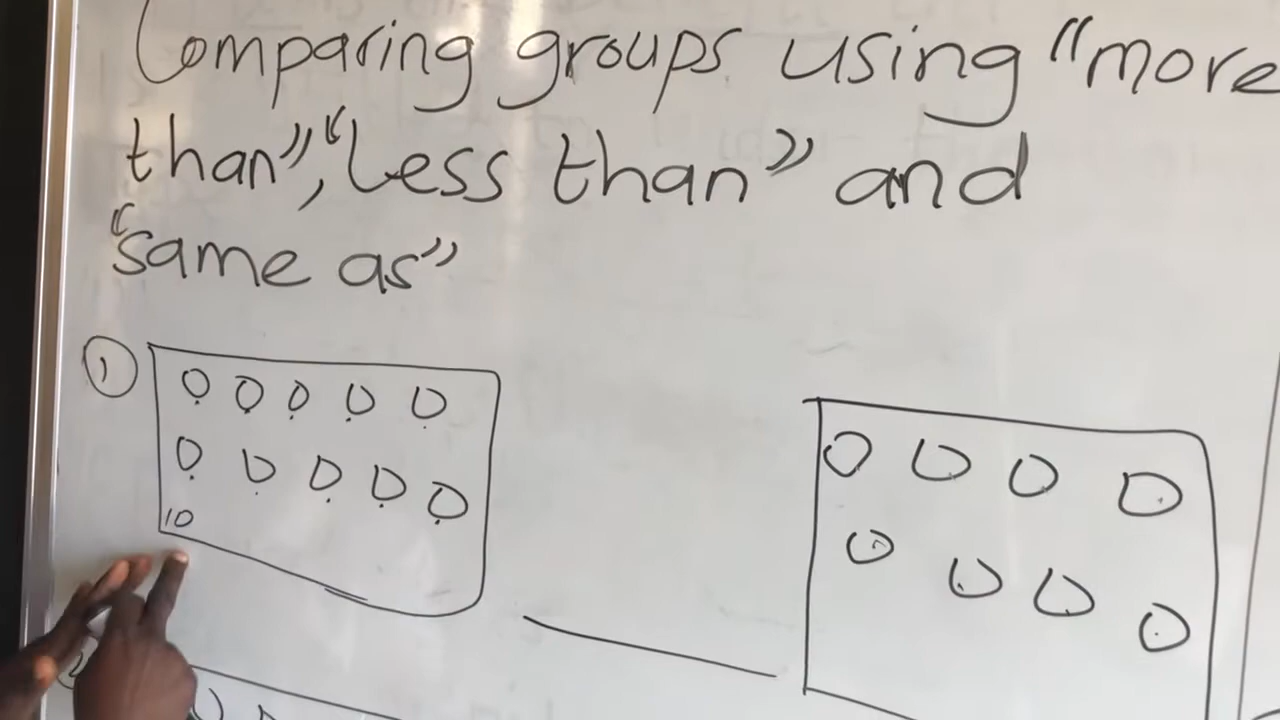 Comparing groups using "more
than", "Less than" and
"same as"
1
10